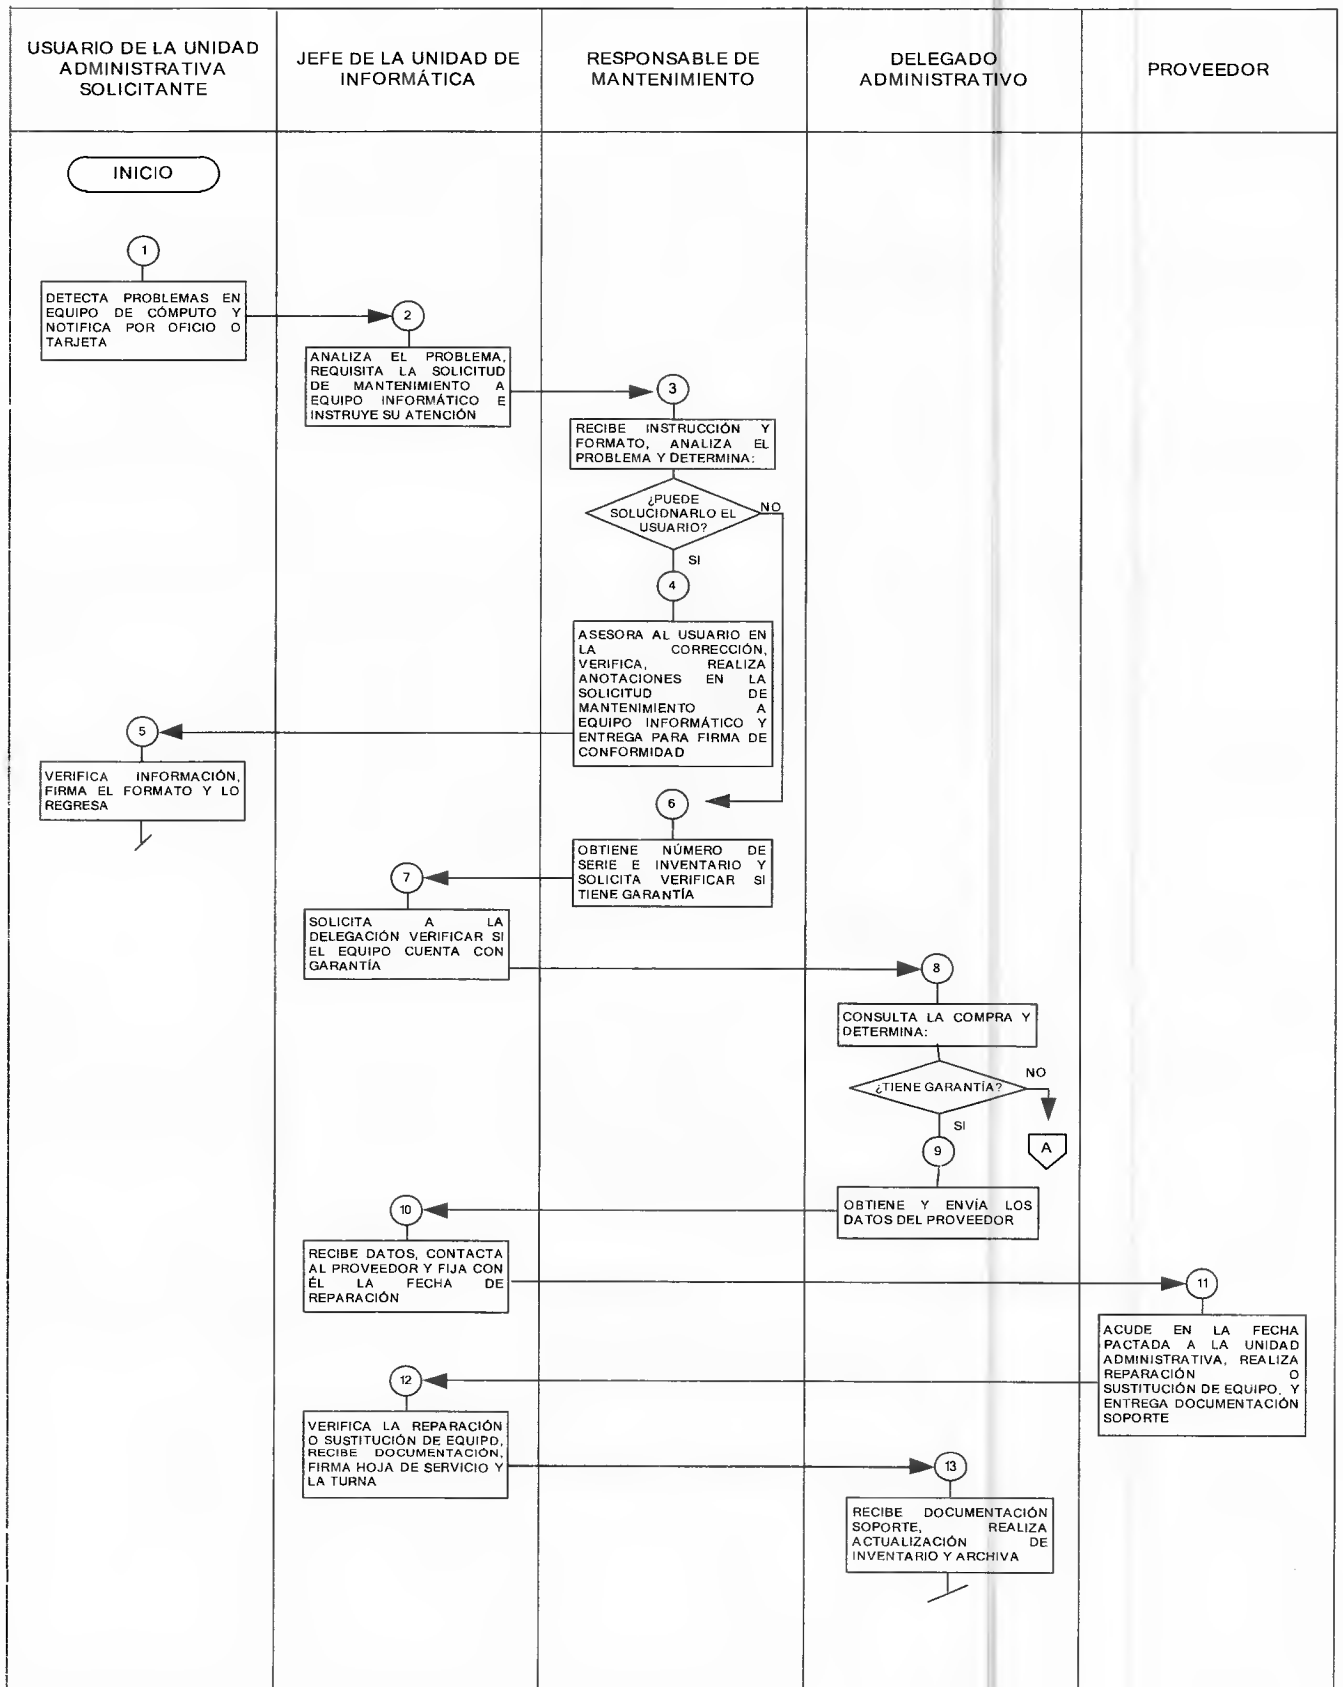 USUARIO DE LA UNIDAD
ADMINISTRATIVA
SOLICITANTE
JEFE DE LA UNIDAD DE
INFORMÁTICA
RESPONSABLE DE
MANTENIMIENTO
DELEGADO
ADMINISTRATIVO
PROVEEDOR
INICIO
1
DETECTA PROBLEMAS EN
EQUIPO DE CÓMPUTO Y
NOTIFICA POR OFICIO O
TARJETA
2
ANALIZA EL PROBLEMA,
REQUISITA LA SOLICITUD
DE MANTENIMIENTO A
EQUIPO INFORMÁTICO E
INSTRUYE SU ATENCIÓN
3
RECIBE INSTRUCCIÓN Y
FORMATO, ANALIZA EL
PROBLEMA Y DETERMINA:
¿PUEDE
SOLUCIDNARLO EL
USUARIO?
NO
SI
4
ASESORA AL USUARIO EN
LA CORRECCIÓN,
VERIFICA, REALIZA
ANOTACIONES EN LA
SOLICITUD DE
MANTENIMIENTO A
EQUIPO INFORMÁTICO Y
ENTREGA PARA FIRMA DE
CONFORMIDAD
5
VERIFICA INFORMACIÓN,
FIRMA EL FORMATO Y LO
REGRESA
6
OBTIENE NÚMERO DE
SERIE E INVENTARIO Y
SOLICITA VERIFICAR SI
TIENE GARANTÍA
7
SOLICITA A LA
DELEGACIÓN VERIFICAR SI
EL EQUIPO CUENTA CON
GARANTÍA
8
CONSULTA LA COMPRA Y
DETERMINA:
¿TIENE GARANTÍA?
NO
SI
A
9
OBTIENE Y ENVÍA LOS
DATOS DEL PROVEEDOR
10
RECIBE DATOS, CONTACTA
AL PROVEEDOR Y FIJA CON
ÉL LA FECHA DE
REPARACIÓN
11
ACUDE EN LA FECHA
PACTADA A LA UNIDAD
ADMINISTRATIVA, REALIZA
REPARACIÓN O
SUSTITUCIÓN DE EQUIPO, Y
ENTREGA DOCUMENTACIÓN
SOPORTE
12
VERIFICA LA REPARACIÓN
O SUSTITUCIÓN DE EQUIPD,
RECIBE DOCUMENTACIÓN,
FIRMA HOJA DE SERVICIO Y
LA TURNA
13
RECIBE DOCUMENTACIÓN
SOPORTE, REALIZA
ACTUALIZACIÓN DE
INVENTARIO Y ARCHIVA